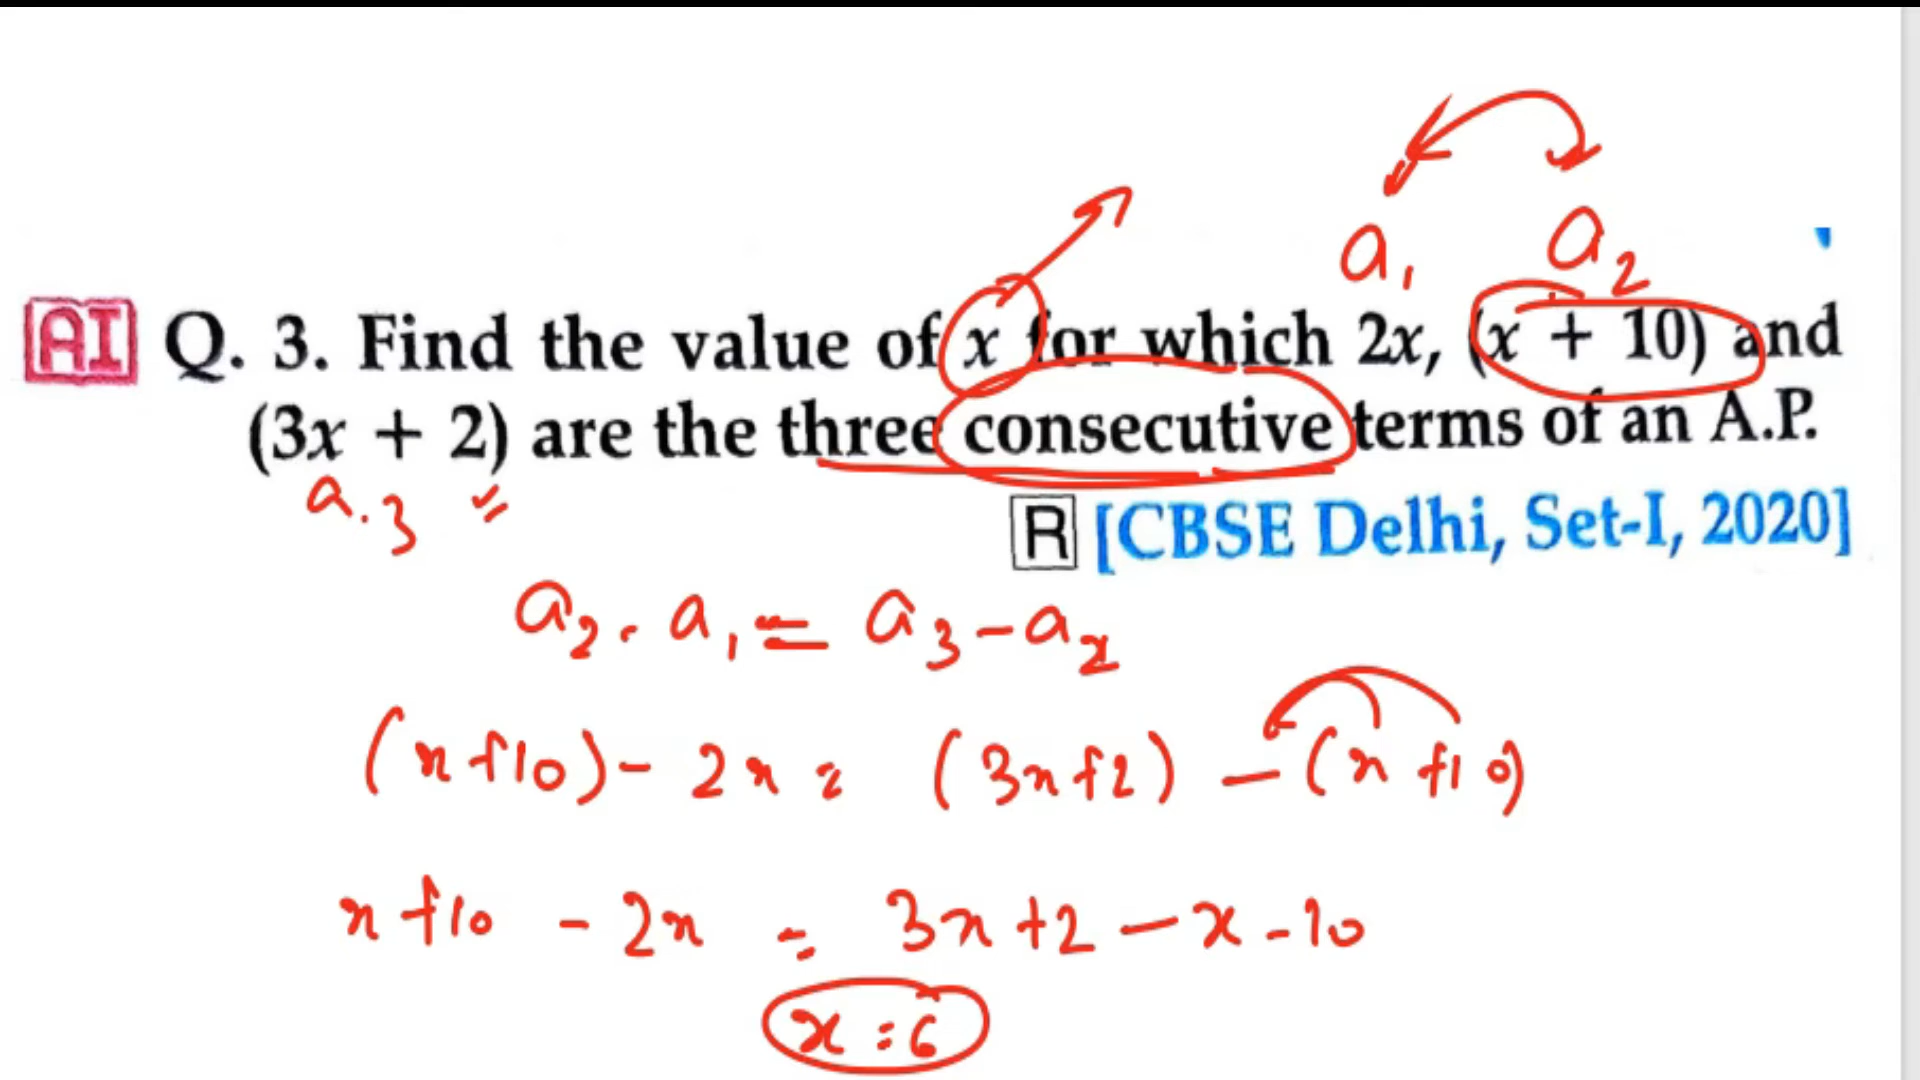 a₁ a₂
AI Q. 3. Find the value of x for which 2x, (x + 10) and
(3x + 2) are the three consecutive terms of an A.P.
a.3
R [CBSE Delhi, Set-I, 2020]
a₂ - a₁ = a₃ - a₂
(x+10) - 2x = (3x+2) - (x+10)
x+10 - 2x = 3x+2 - x - 10
x = 6